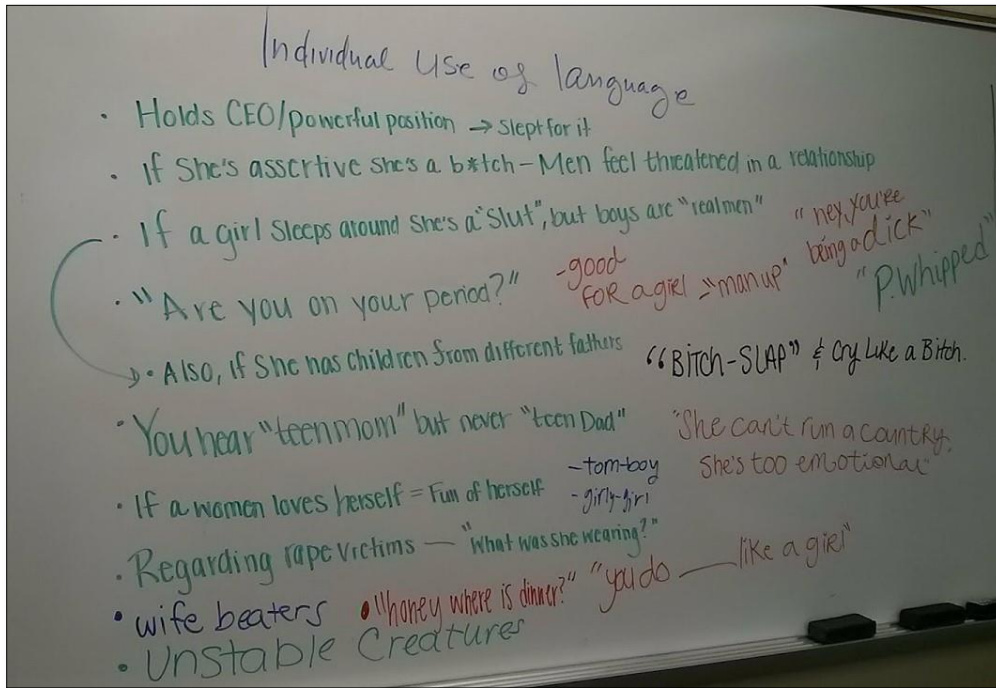 Individual Use of language
· Holds CEO/powerful position → Slept for it
· If She's assertive she's a b*tch - Men feel threatened in a relationship
· If a girl Sleeps around She's a "Slut", but boys are "real men"
"hey, you're
being a dick"
· "Are you on your period?"
-good
FOR a girl - "man up"
"P. Whipped"
· Also, if She has children from different fathers
"BITCH-SLAP" & Cry Like a Bitch.
· You hear "teen mom" but never "teen Dad"
"She can't run a country.
She's too emotional"
· If a women loves herself = Full of herself
-tom-boy
-girly-girl
· Regarding rape victims — "What was she wearing?"
· wife beaters
• "honey where is dinner?"
"you do ___ like a girl"
· Unstable Creatures